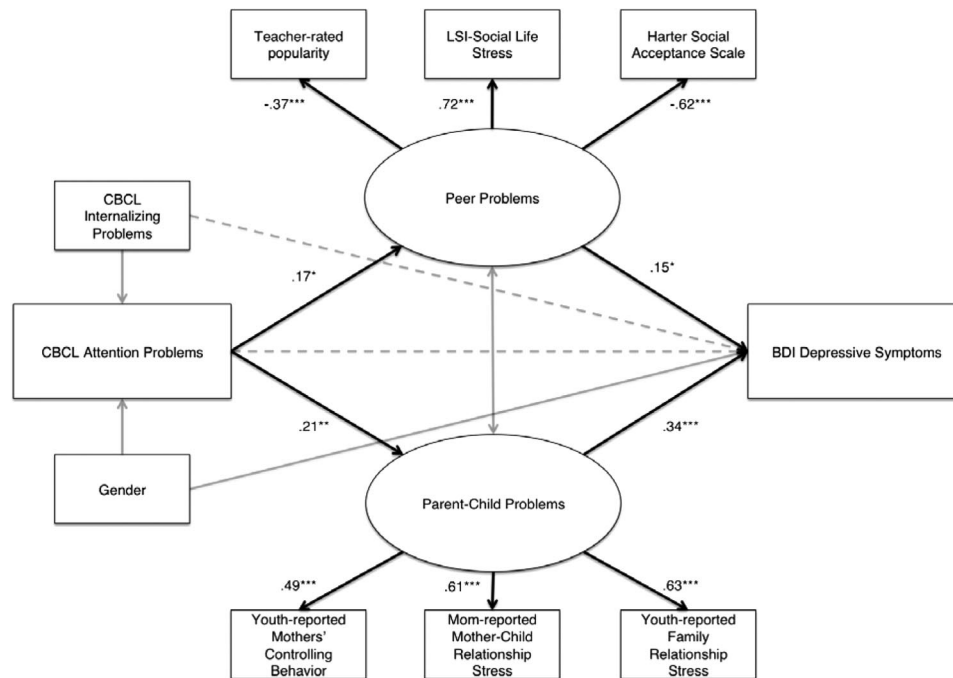 Teacher-rated
popularity
LSI-Social Life
Stress
Harter Social
Acceptance Scale
-.37***
.72***
-.62***
Peer Problems
CBCL
Internalizing
Problems
.17*
.15*
CBCL Attention Problems
BDI Depressive Symptoms
.21**
.34***
Gender
Parent-Child Problems
.49***
.61***
.63***
Youth-reported
Mothers'
Controlling
Behavior
Mom-reported
Mother-Child
Relationship
Stress
Youth-reported
Family
Relationship
Stress